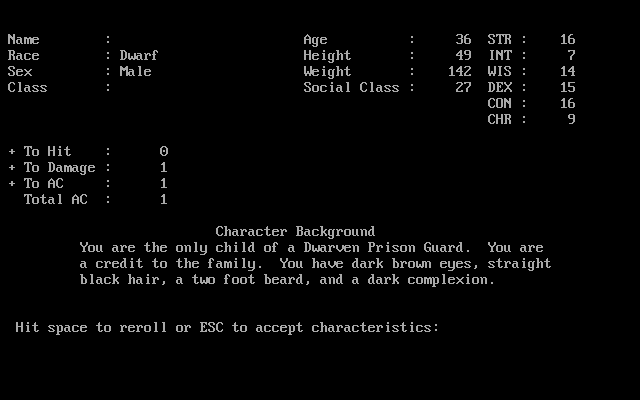 Name        :                        Age          :     36  STR :    16
Race        : Dwarf                  Height       :     49  INT :     7
Sex         : Male                   Weight       :    142  WIS :    14
Class       :                        Social Class :     27  DEX :    15
CON :    16
CHR :     9
+ To Hit    :      0
+ To Damage :      1
+ To AC     :      1
Total AC  :      1
Character Background
You are the only child of a Dwarven Prison Guard.  You are
a credit to the family.  You have dark brown eyes, straight
black hair, a two foot beard, and a dark complexion.
Hit space to reroll or ESC to accept characteristics: